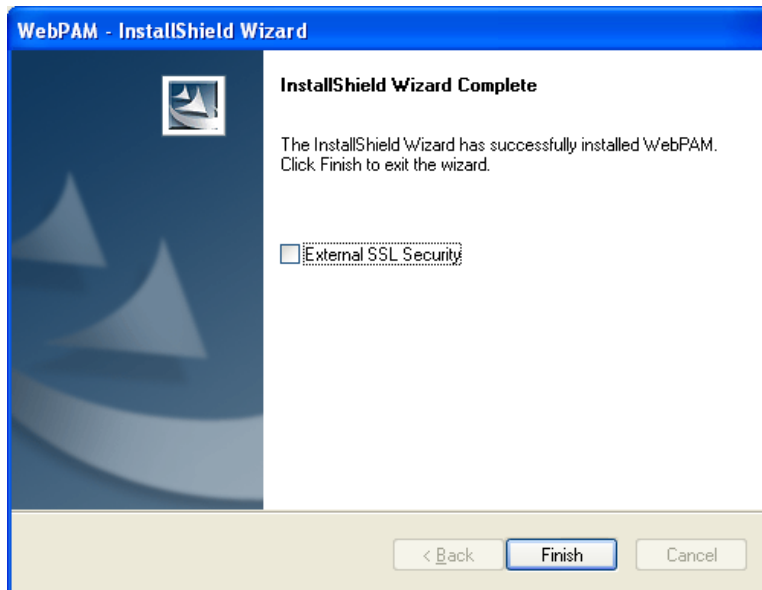 WebPAM - InstallShield Wizard
InstallShield Wizard Complete
The InstallShield Wizard has successfully installed WebPAM.
Click Finish to exit the wizard.
External SSL Security
< Back
Finish
Cancel